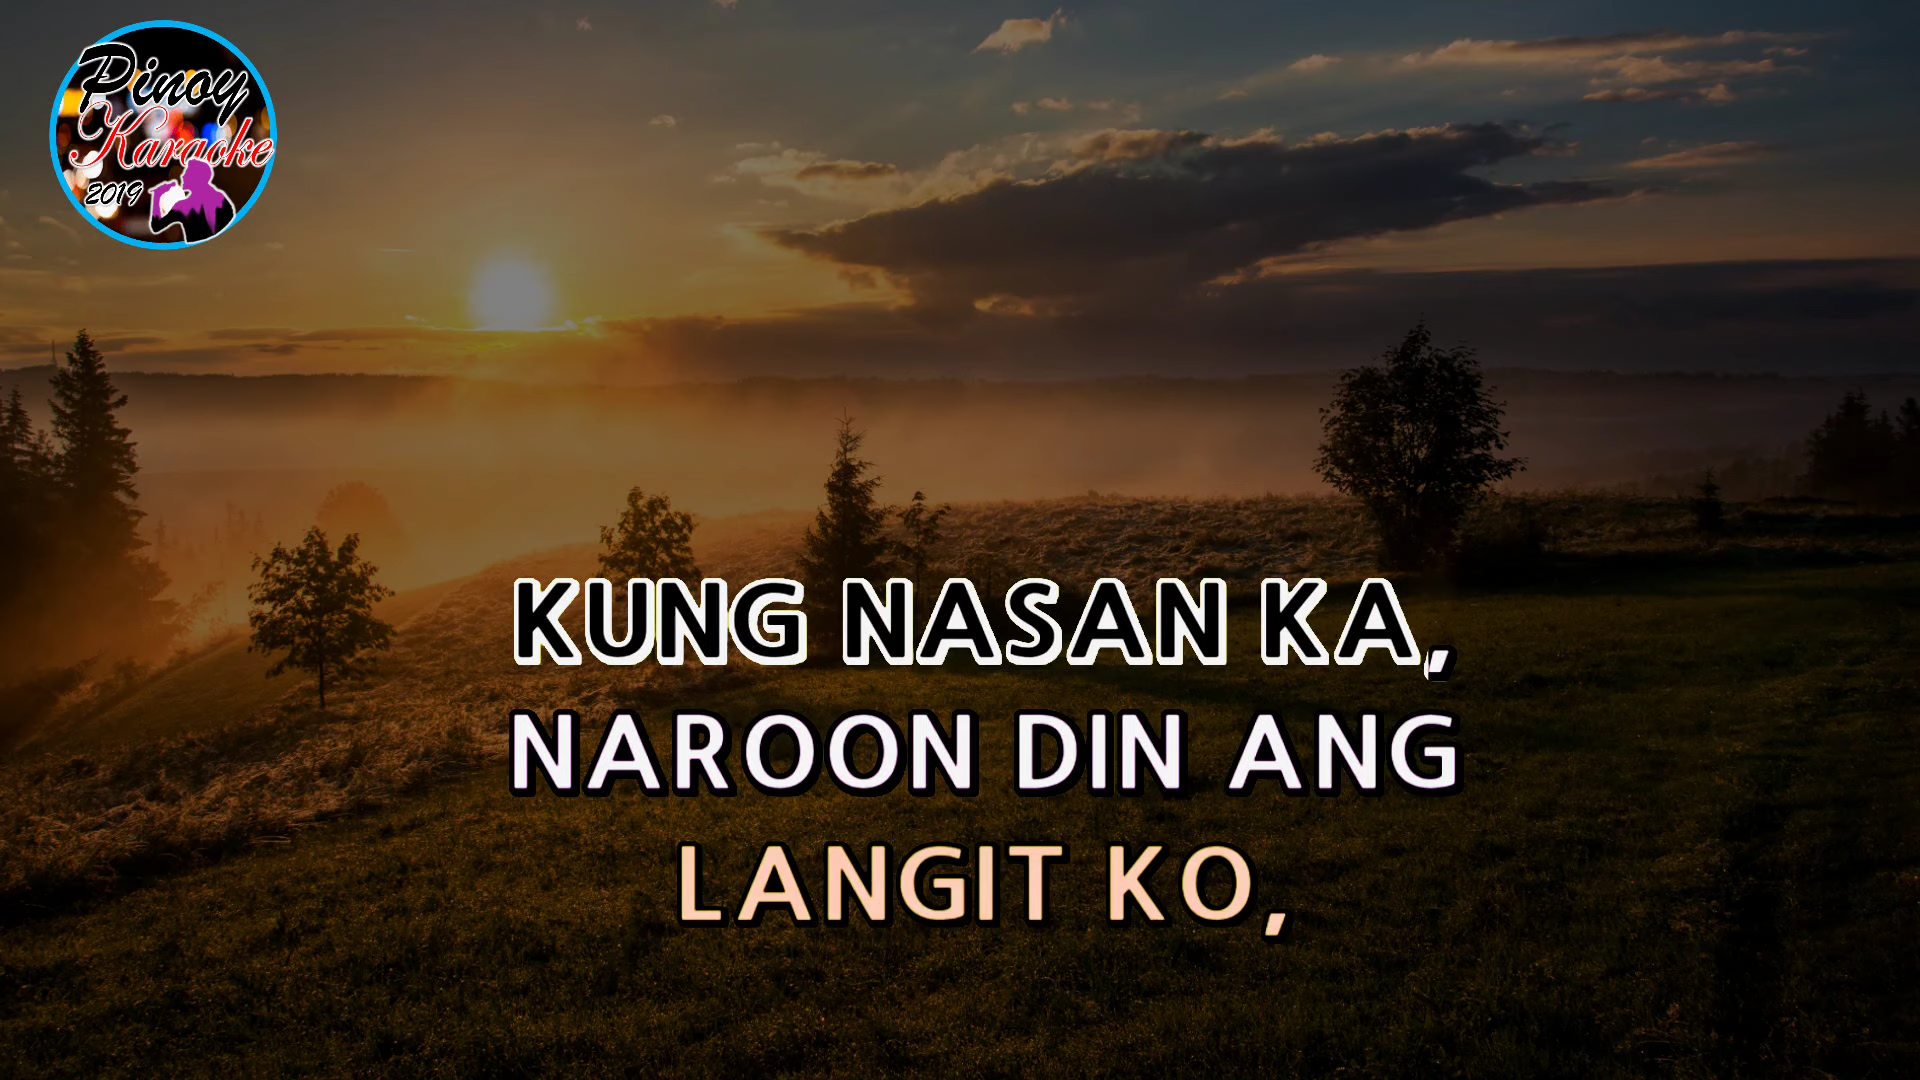 Pinoy
Karaoke
2019
KUNG NASAN KA,
NAROON DIN ANG
LANGIT KO,